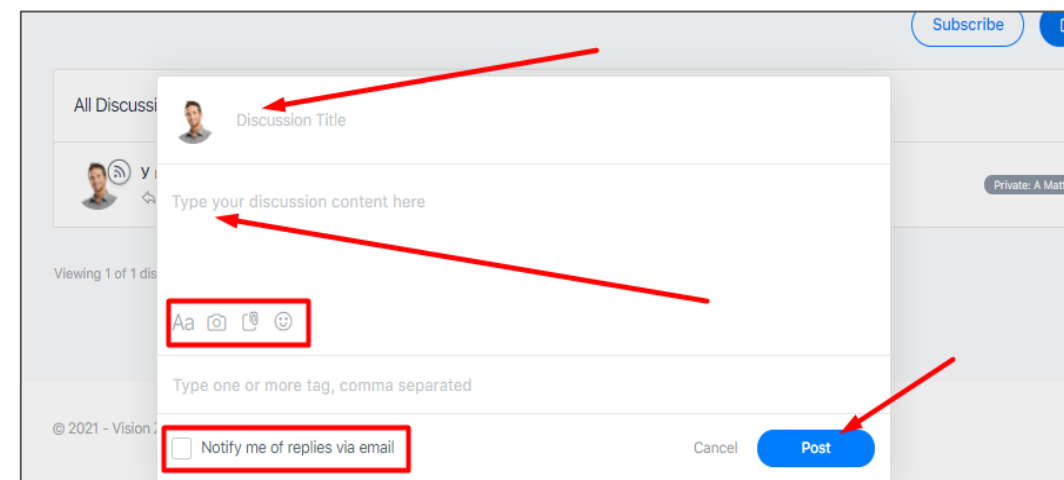 Subscribe
All Discussi
Discussion Title
y
Private: A Matt
Type your discussion content here
Viewing 1 of 1 dis
Aa
Type one or more tag, comma separated
© 2021 - Vision
Notify me of replies via email
Cancel
Post